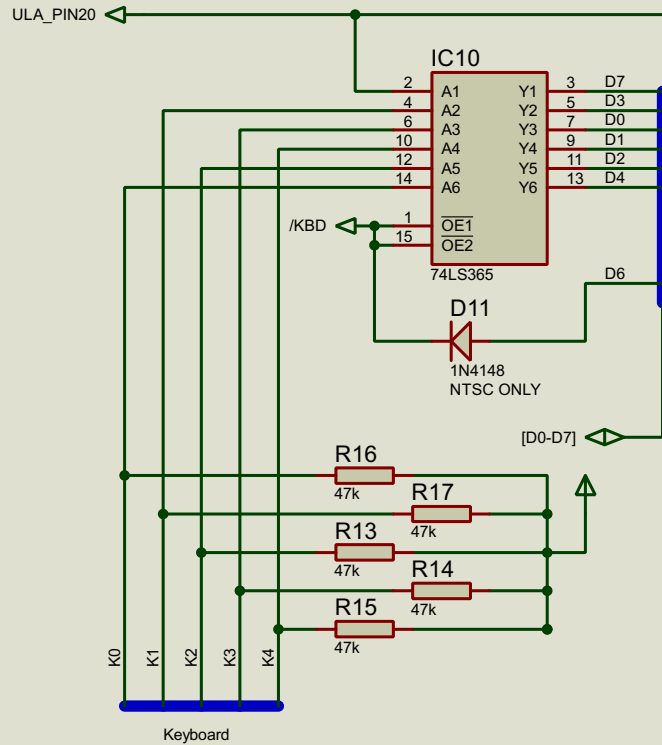 ULA_PIN20
IC10
2 A1 Y1 3 D7
4 A2 Y2 5 D3
6 A3 Y3 7 D0
10 A4 Y4 9 D1
12 A5 Y5 11 D2
14 A6 Y6 13 D4
/KBD 1 OE1
15 OE2
74LS365
D6
D11
1N4148
NTSC ONLY
[D0-D7]
R16
47k
R17
47k
R13
47k
R14
47k
R15
47k
K0 K1 K2 K3 K4
Keyboard